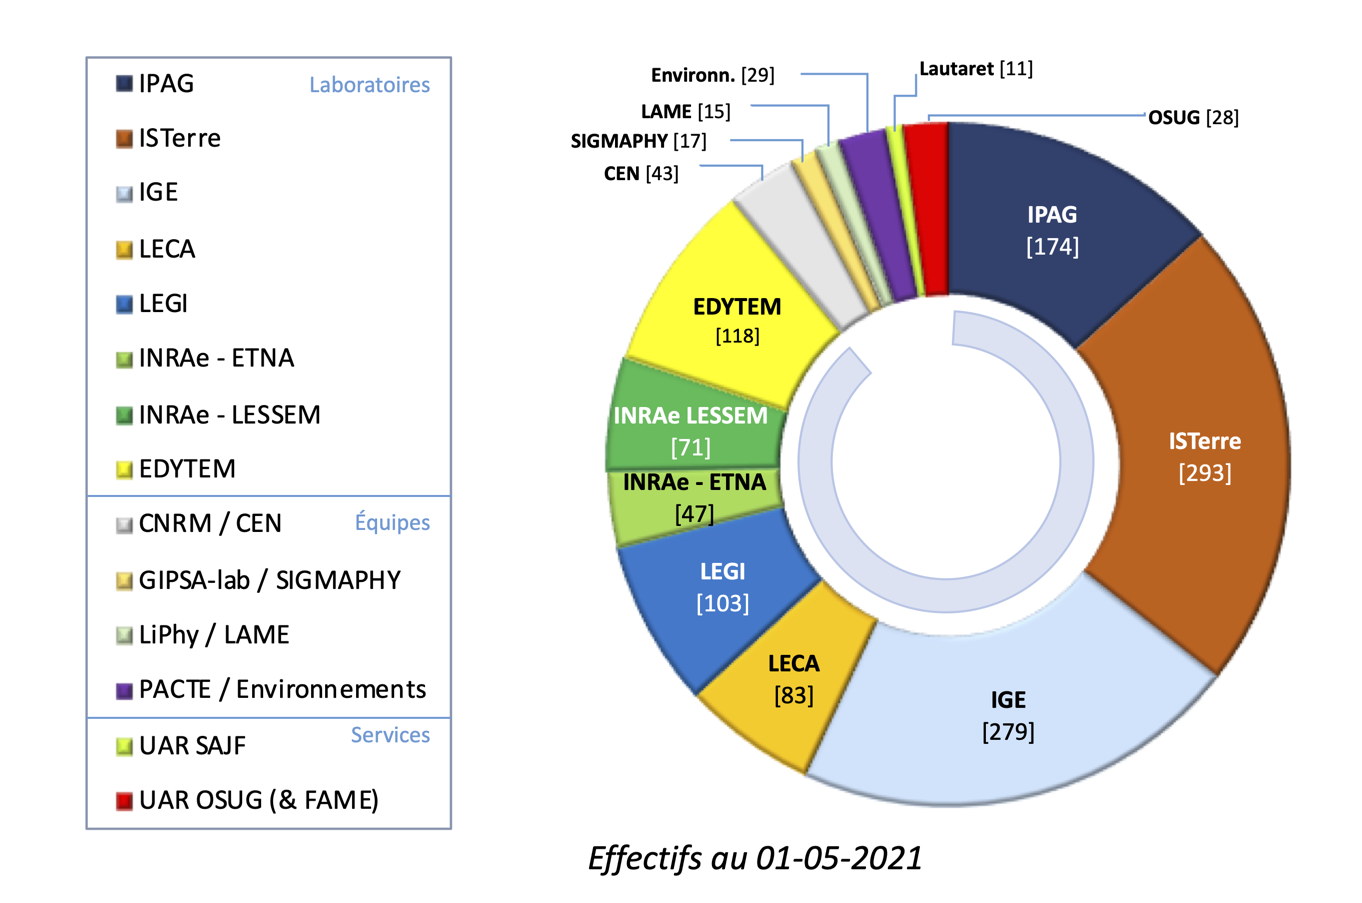 IPAG
Laboratoires
ISTerre
IGE
LECA
LEGI
INRAe - ETNA
INRAe - LESSEM
EDYTEM
CNRM / CEN
Équipes
GIPSA-lab / SIGMAPHY
LiPhy / LAME
PACTE / Environnements
UAR SAJF
Services
UAR OSUG (& FAME)
Environn. [29]
Lautaret [11]
LAME [15]
OSUG [28]
SIGMAPHY [17]
CEN [43]
IPAG
[174]
EDYTEM
[118]
INRAe LESSEM
[71]
ISTerre
[293]
INRAe - ETNA
[47]
LEGI
[103]
LECA
[83]
IGE
[279]
Effectifs au 01-05-2021